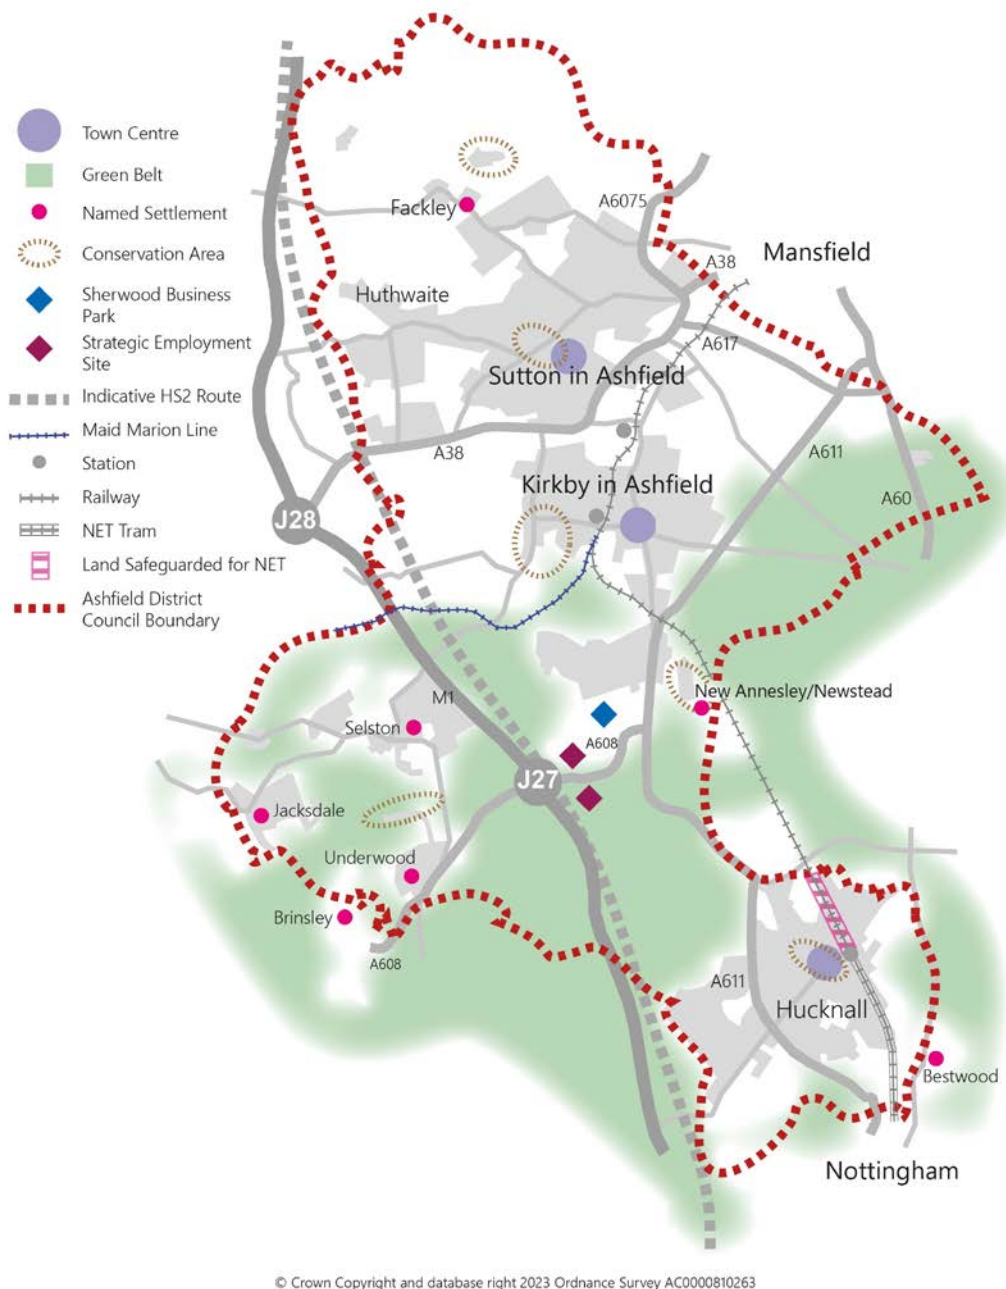 Town Centre
Green Belt
Named Settlement
Conservation Area
Sherwood Business
Park
Strategic Employment
Site
Indicative HS2 Route
Maid Marion Line
Station
Railway
NET Tram
Land Safeguarded for NET
Ashfield District
Council Boundary
Fackley
A6075
Mansfield
A38
Huthwaite
A617
Sutton in Ashfield
A38
A611
Kirkby in Ashfield
A60
J28
New Annesley/Newstead
M1
Selston
A608
J27
Jacksdale
Underwood
Brinsley
A608
A611
Hucknall
Bestwood
Nottingham
© Crown Copyright and database right 2023 Ordnance Survey AC0000810263